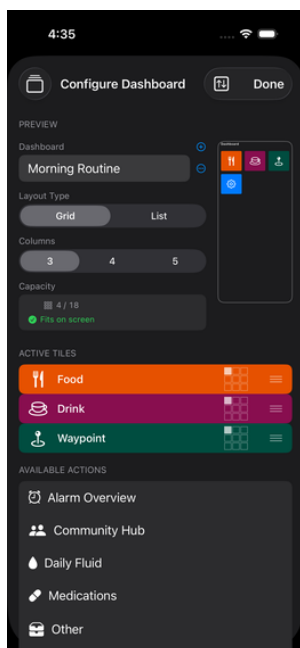 4:35
Configure Dashboard
Done
PREVIEW
Dashboard
Morning Routine
Layout Type
Grid
List
Columns
3
4
5
Capacity
4 / 18
Fits on screen
Dashboard
ACTIVE TILES
Food
Drink
Waypoint
AVAILABLE ACTIONS
Alarm Overview
Community Hub
Daily Fluid
Medications
Other